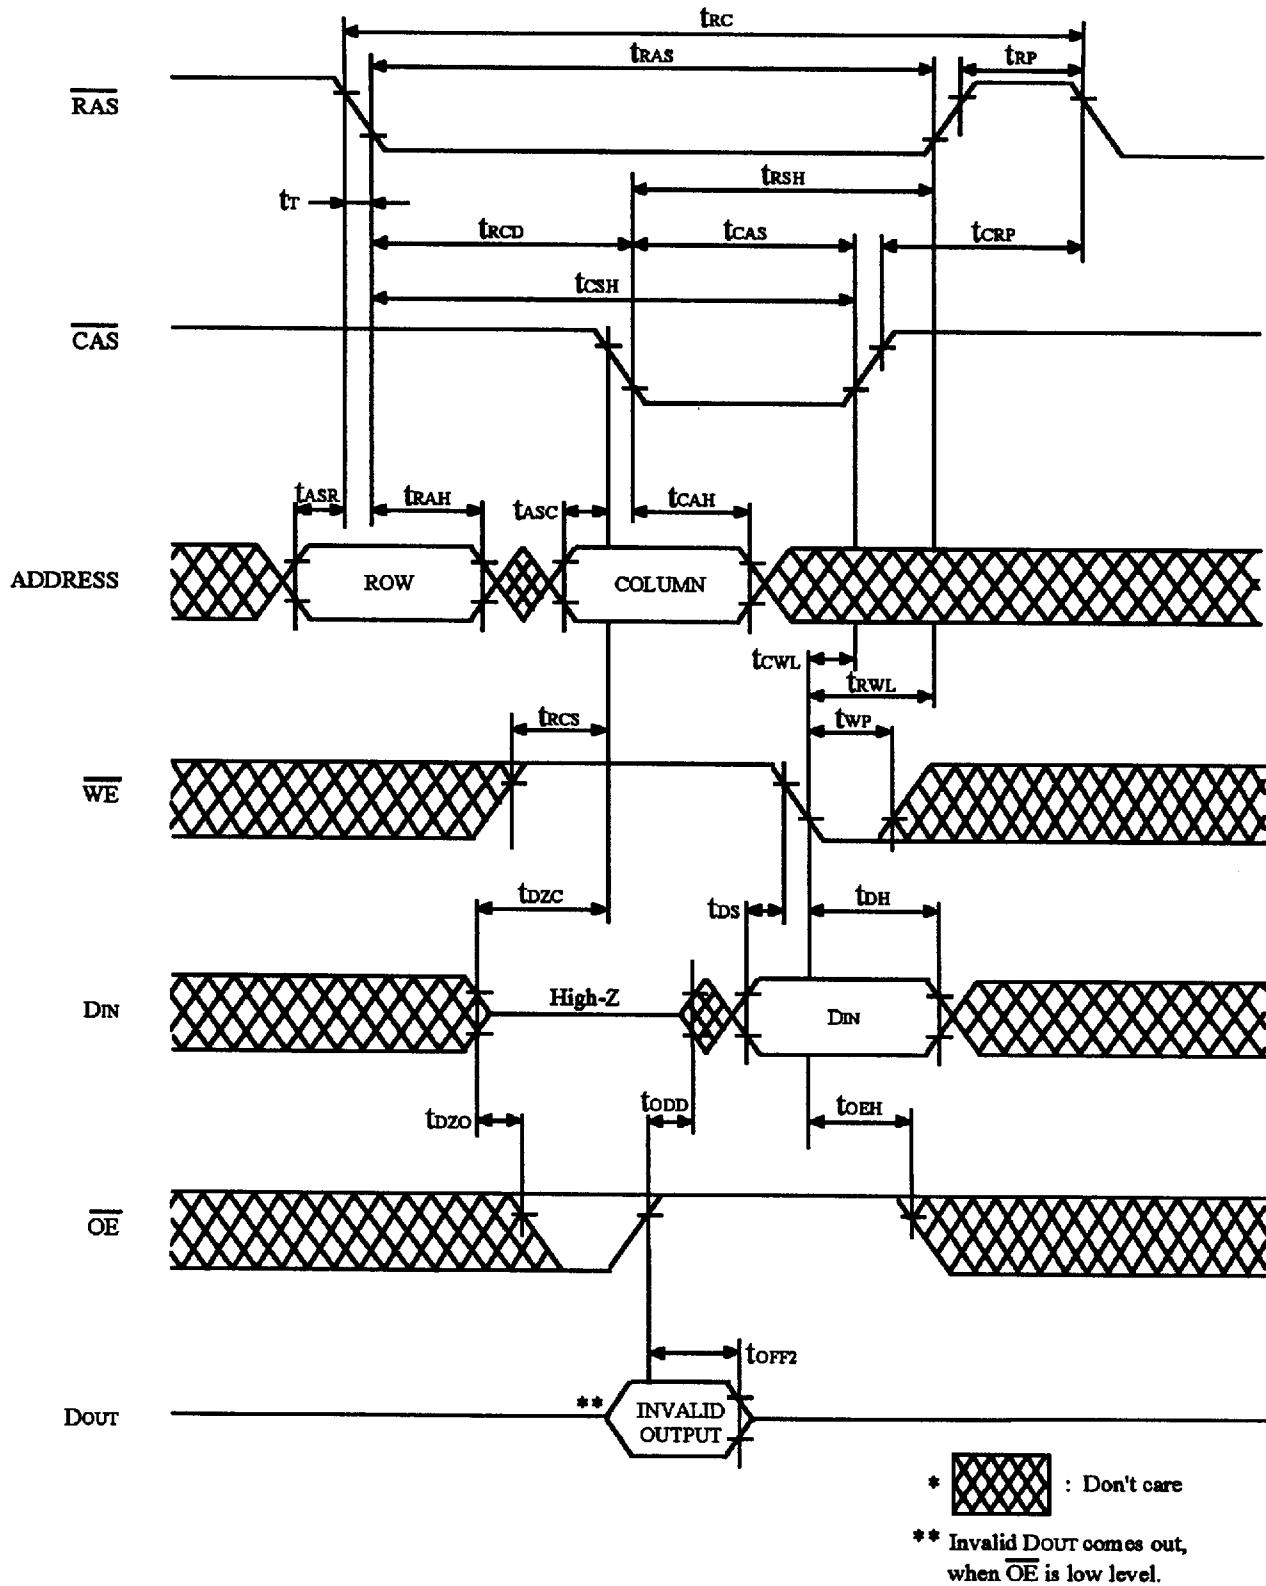 tRC
tRAS
tRP
RAS
tRSH
tT
tRCD
tCAS
tCRP
tCSH
CAS
tASR
tRAH
tASC
tCAH
ADDRESS
ROW
COLUMN
tCWL
tRWL
tRCS
tWP
WE
tDZC
tDS
tDH
DIN
High-Z
DIN
tDZO
tODD
tOEH
OE
tOFF2
DOUT
** INVALID
OUTPUT
* : Don't care
** Invalid DOUT comes out,
when OE is low level.